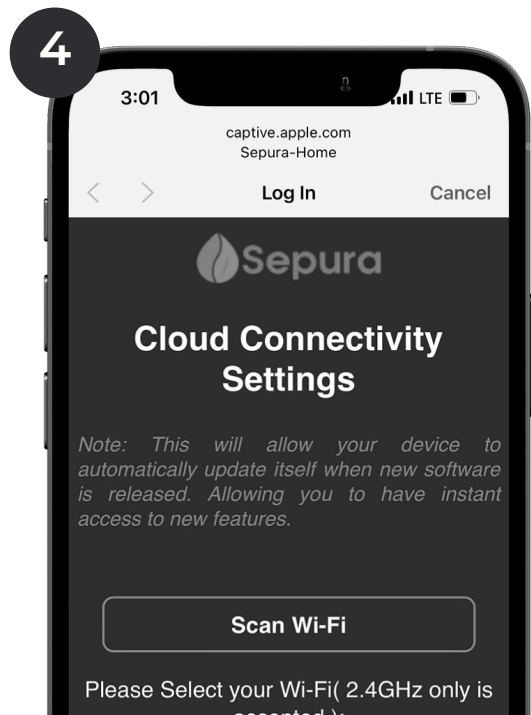 4
3:01
LTE
captive.apple.com
Sepura-Home
Log In
Cancel
Sepura
Cloud Connectivity
Settings
Note: This will allow your device to
automatically update itself when new software
is released. Allowing you to have instant
access to new features.
Scan Wi-Fi
Please Select your Wi-Fi( 2.4GHz only is
accepted ):